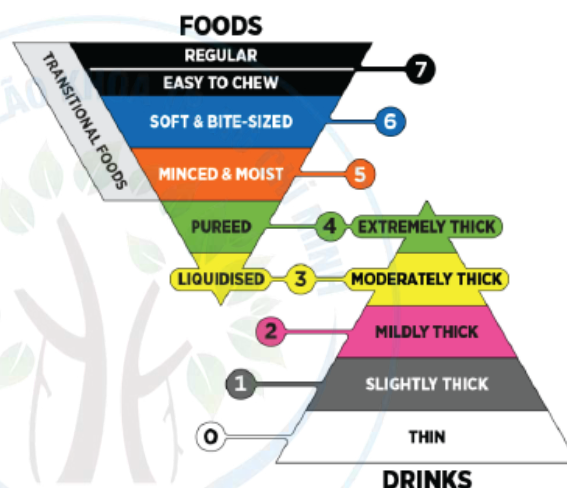 FOODS
REGULAR
7
EASY TO CHEW
TRANSITIONAL FOODS
SOFT & BITE-SIZED
6
MINCED & MOIST
5
PUREED
4
EXTREMELY THICK
LIQUIDISED
3
MODERATELY THICK
2
MILDLY THICK
1
SLIGHTLY THICK
0
THIN
DRINKS